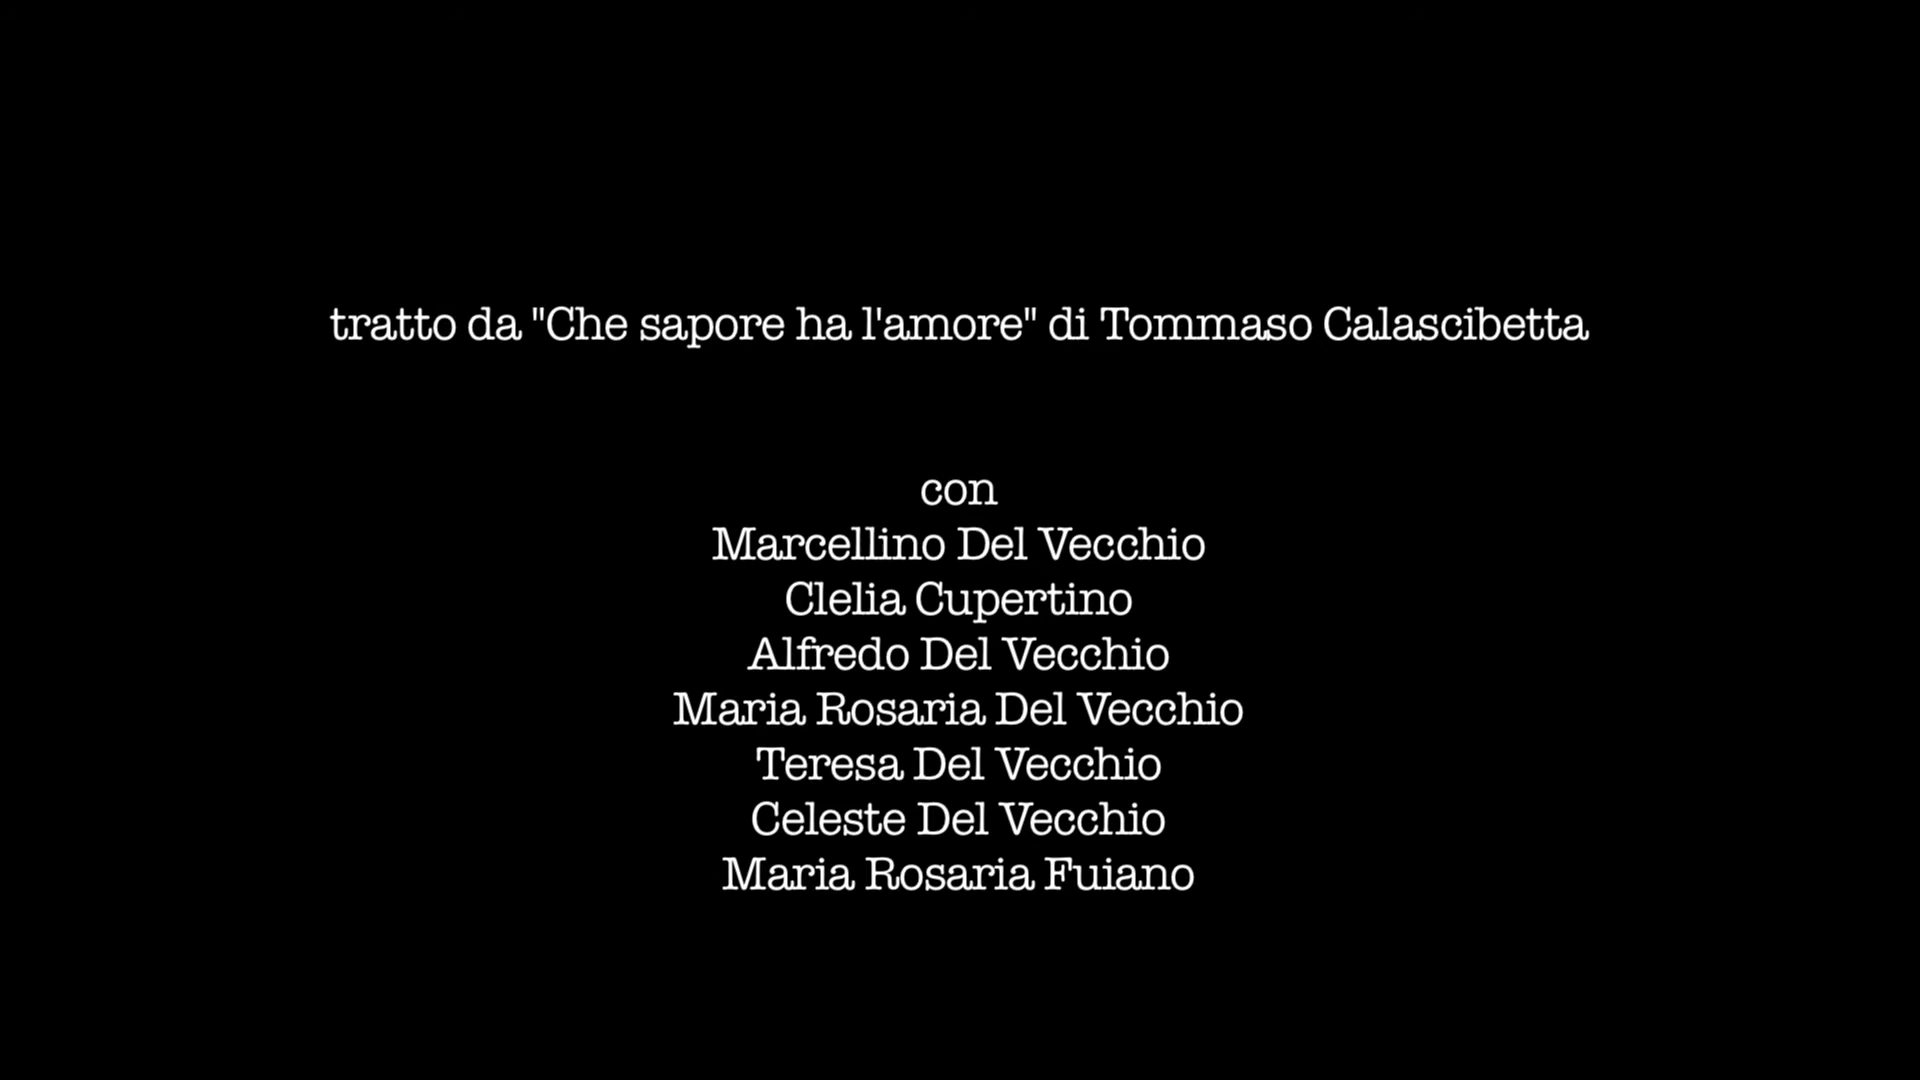 tratto da "Che sapore ha l'amore" di Tommaso Calascibetta
con
Marcellino Del Vecchio
Clelia Cupertino
Alfredo Del Vecchio
Maria Rosaria Del Vecchio
Teresa Del Vecchio
Celeste Del Vecchio
Maria Rosaria Fuiano